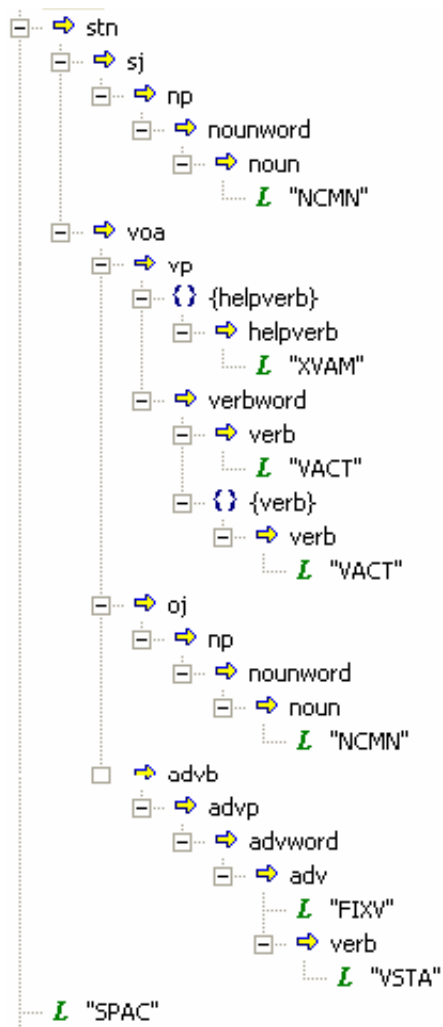 stn
sj
np
nounword
noun
L "NCMN"
voa
vp
{} {helpverb}
helpverb
L "XVAM"
verbword
verb
L "VACT"
{} {verb}
verb
L "VACT"
oj
np
nounword
noun
L "NCMN"
advb
advp
advword
adv
L "FIXV"
verb
L "VSTA"
L "SPAC"